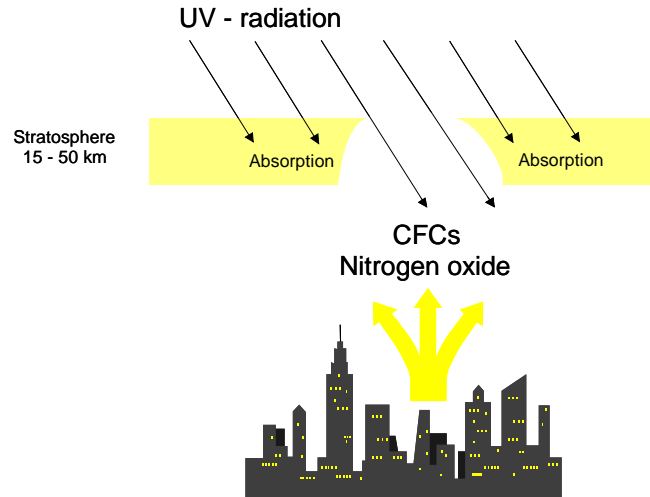 UV - radiation
Stratosphere
15 - 50 km
Absorption
Absorption
CFCs
Nitrogen oxide